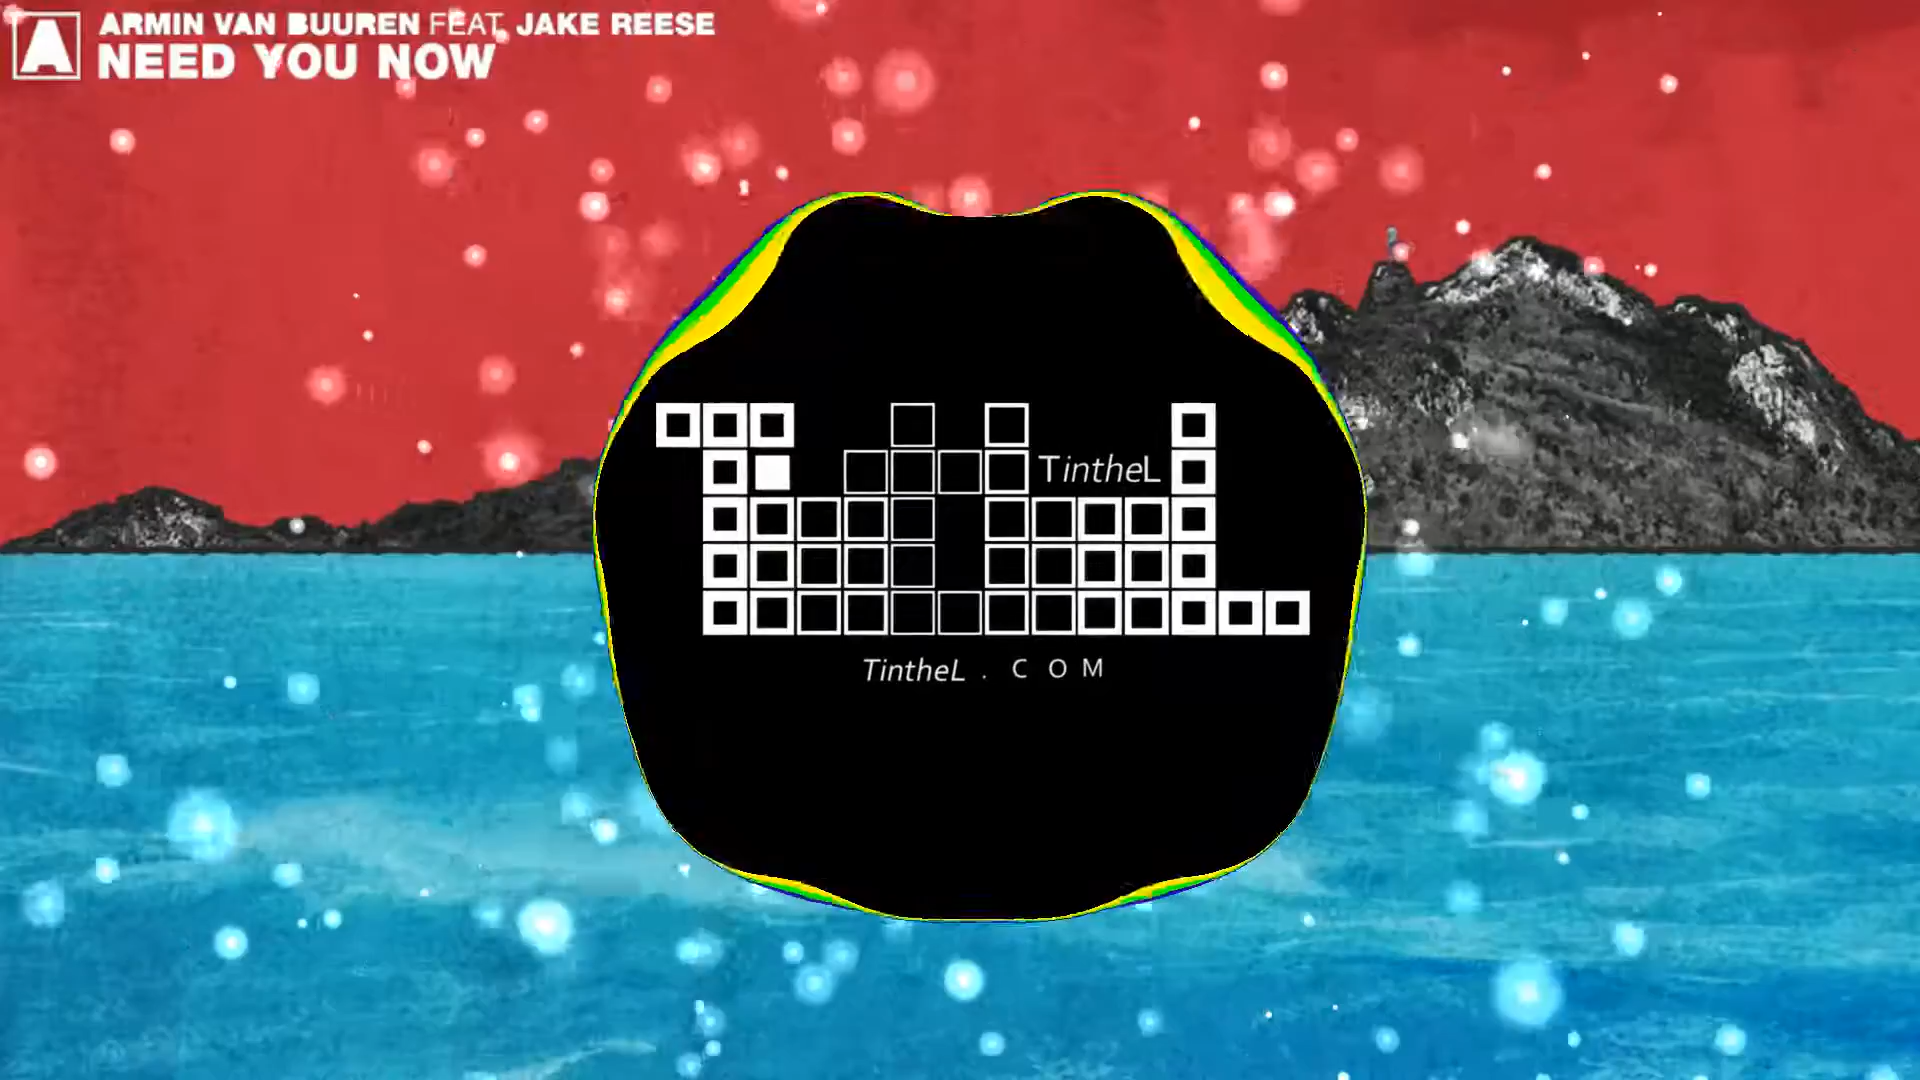 A
ARMIN VAN BUUREN FEAT. JAKE REESE
NEED YOU NOW
TintheL
TintheL . COM